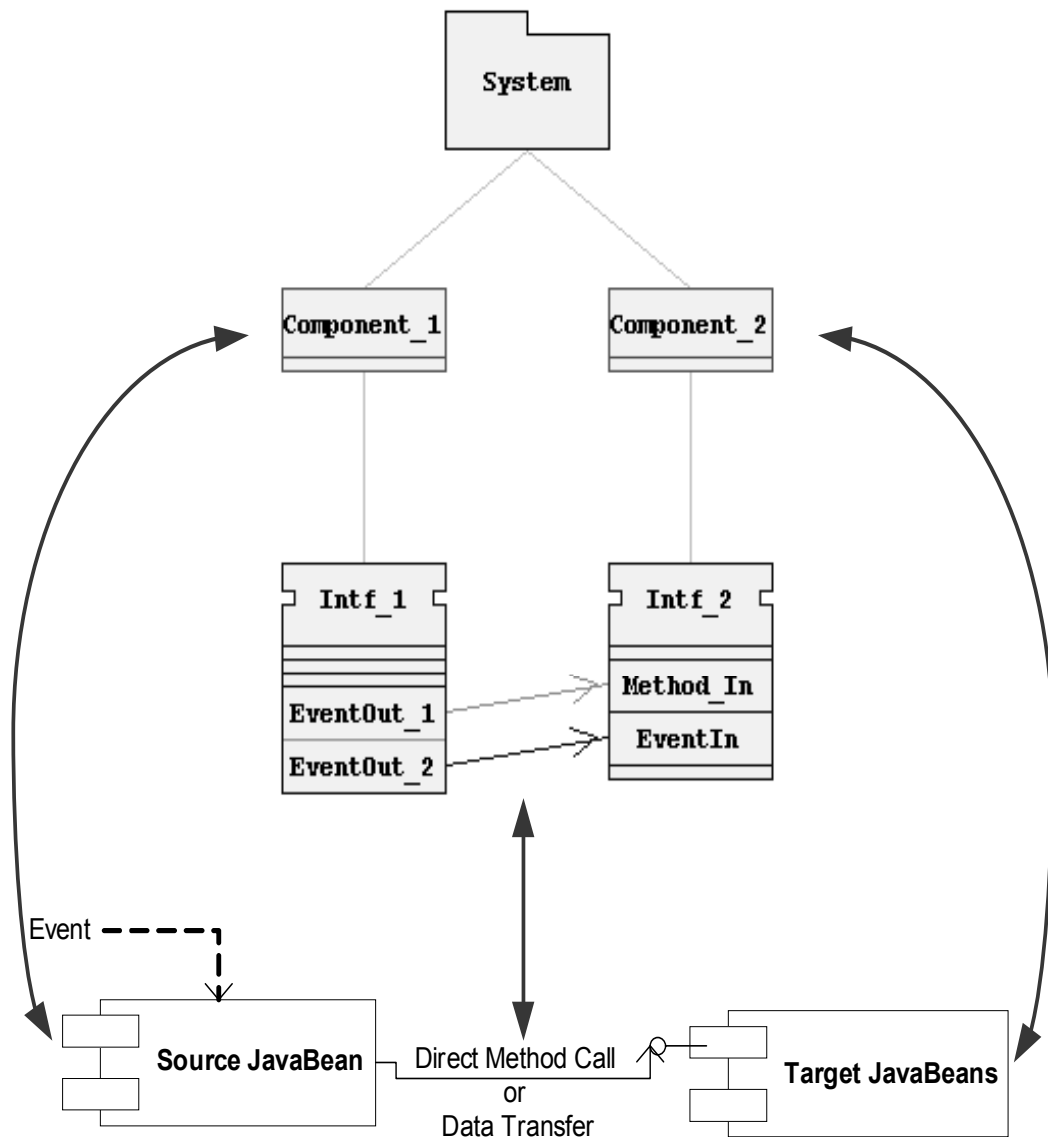 System
Component_1
Component_2
Intf_1
Intf_2
Method_In
EventOut_1
EventIn
EventOut_2
Event
Source JavaBean
Direct Method Call
or
Data Transfer
Target JavaBeans